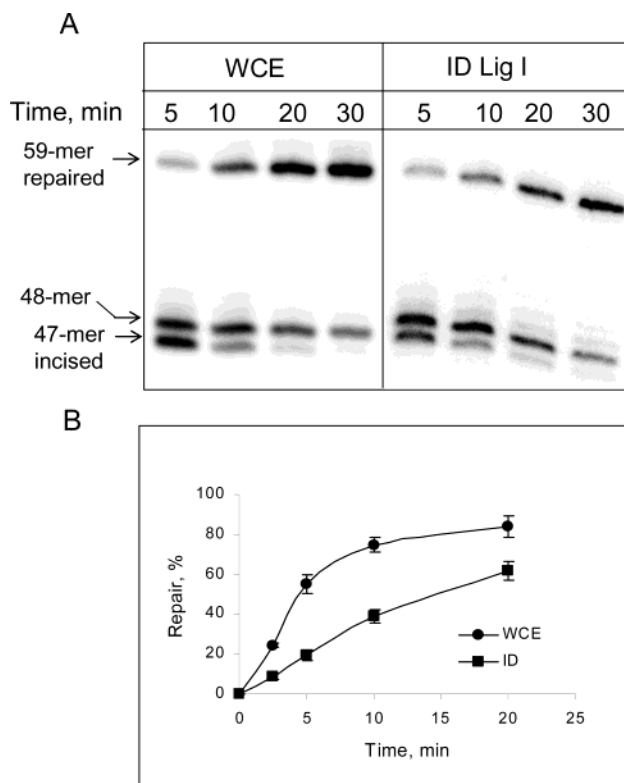 A
WCE
ID Lig I
Time, min
5 10 20 30 5 10 20 30
59-mer
repaired
48-mer
47-mer
incised
B
100
80
60
40
20
0
Repair, %
WCE
ID
0 5 10 15 20 25
Time, min